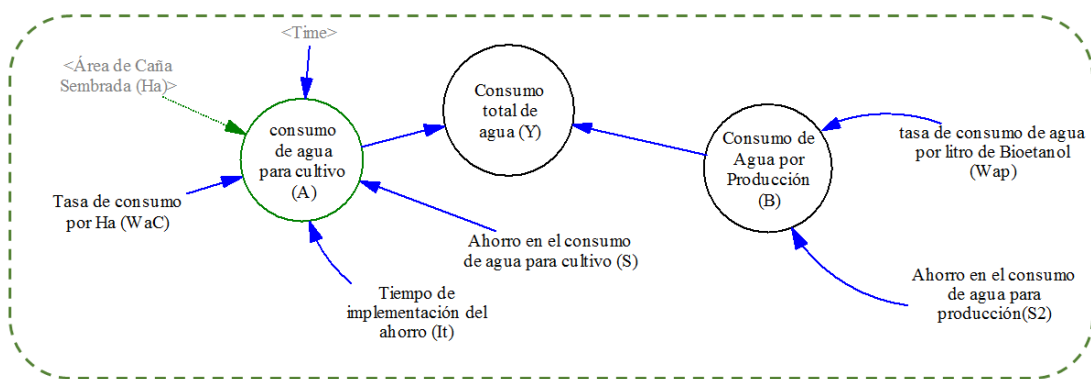 <Time>
<Área de Caña
Sembrada (Ha)>
consumo
de agua
para cultivo
(A)
Consumo
total de
agua (Y)
Consumo de
Agua por
Producción
(B)
tasa de consumo de agua
por litro de Bioetanol
(Wap)
Tasa de consumo
por Ha (WaC)
Ahorro en el consumo
de agua para cultivo (S)
Tiempo de
implementación del
ahorro (It)
Ahorro en el consumo
de agua para
producción(S2)